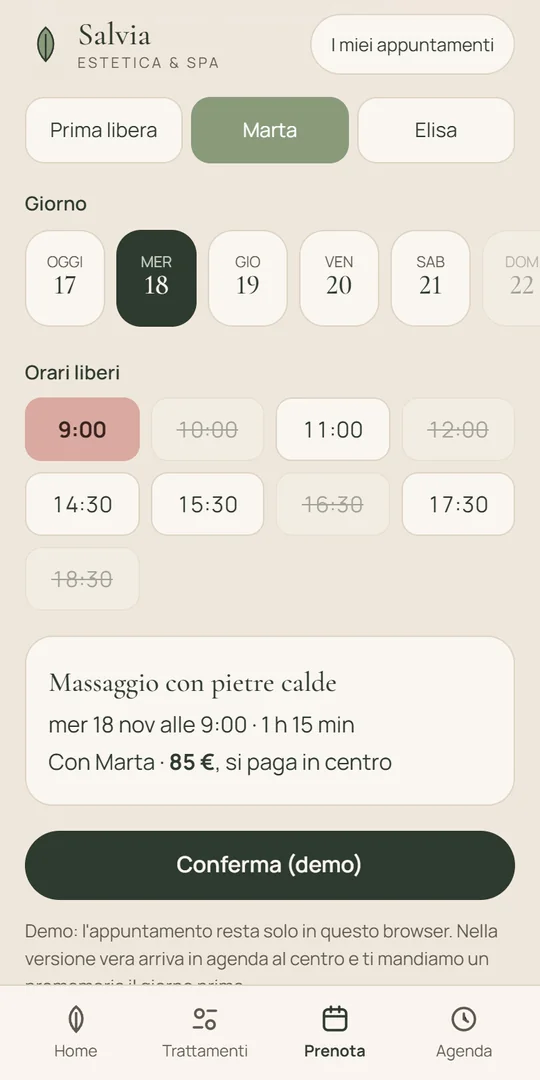 Salvia
ESTETICA & SPA
I miei appuntamenti
Prima libera
Marta
Elisa
Giorno
OGGI
17
MER
18
GIO
19
VEN
20
SAB
21
DOM
22
Orari liberi
9:00
10:00
11:00
12:00
14:30
15:30
16:30
17:30
18:30
Massaggio con pietre calde
mer 18 nov alle 9:00 · 1 h 15 min
Con Marta · 85 €, si paga in centro
Conferma (demo)
Demo: l'appuntamento resta solo in questo browser. Nella
versione vera arriva in agenda al centro e ti mandiamo un
promemoria il giorno prima.
Home
Trattamenti
Prenota
Agenda